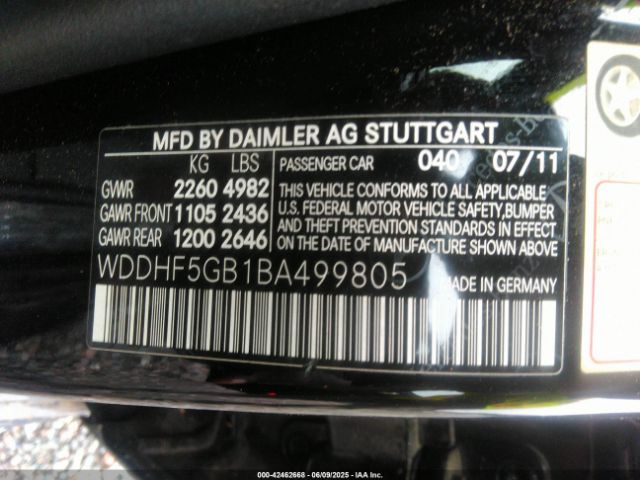 MFD BY DAIMLER AG STUTTGART
KG LBS
PASSENGER CAR 040 07/11
GVWR 2260 4982
GAWR FRONT 1105 2436
GAWR REAR 1200 2646
THIS VEHICLE CONFORMS TO ALL APPLICABLE
U.S. FEDERAL MOTOR VEHICLE SAFETY, BUMPER
AND THEFT PREVENTION STANDARDS IN EFFECT
ON THE DATE OF MANUFACTURE SHOWN ABOVE.
WDDHF5GB1BA499805
MADE IN GERMANY
000-42462668 - 06/09/2025 - IAA Inc.